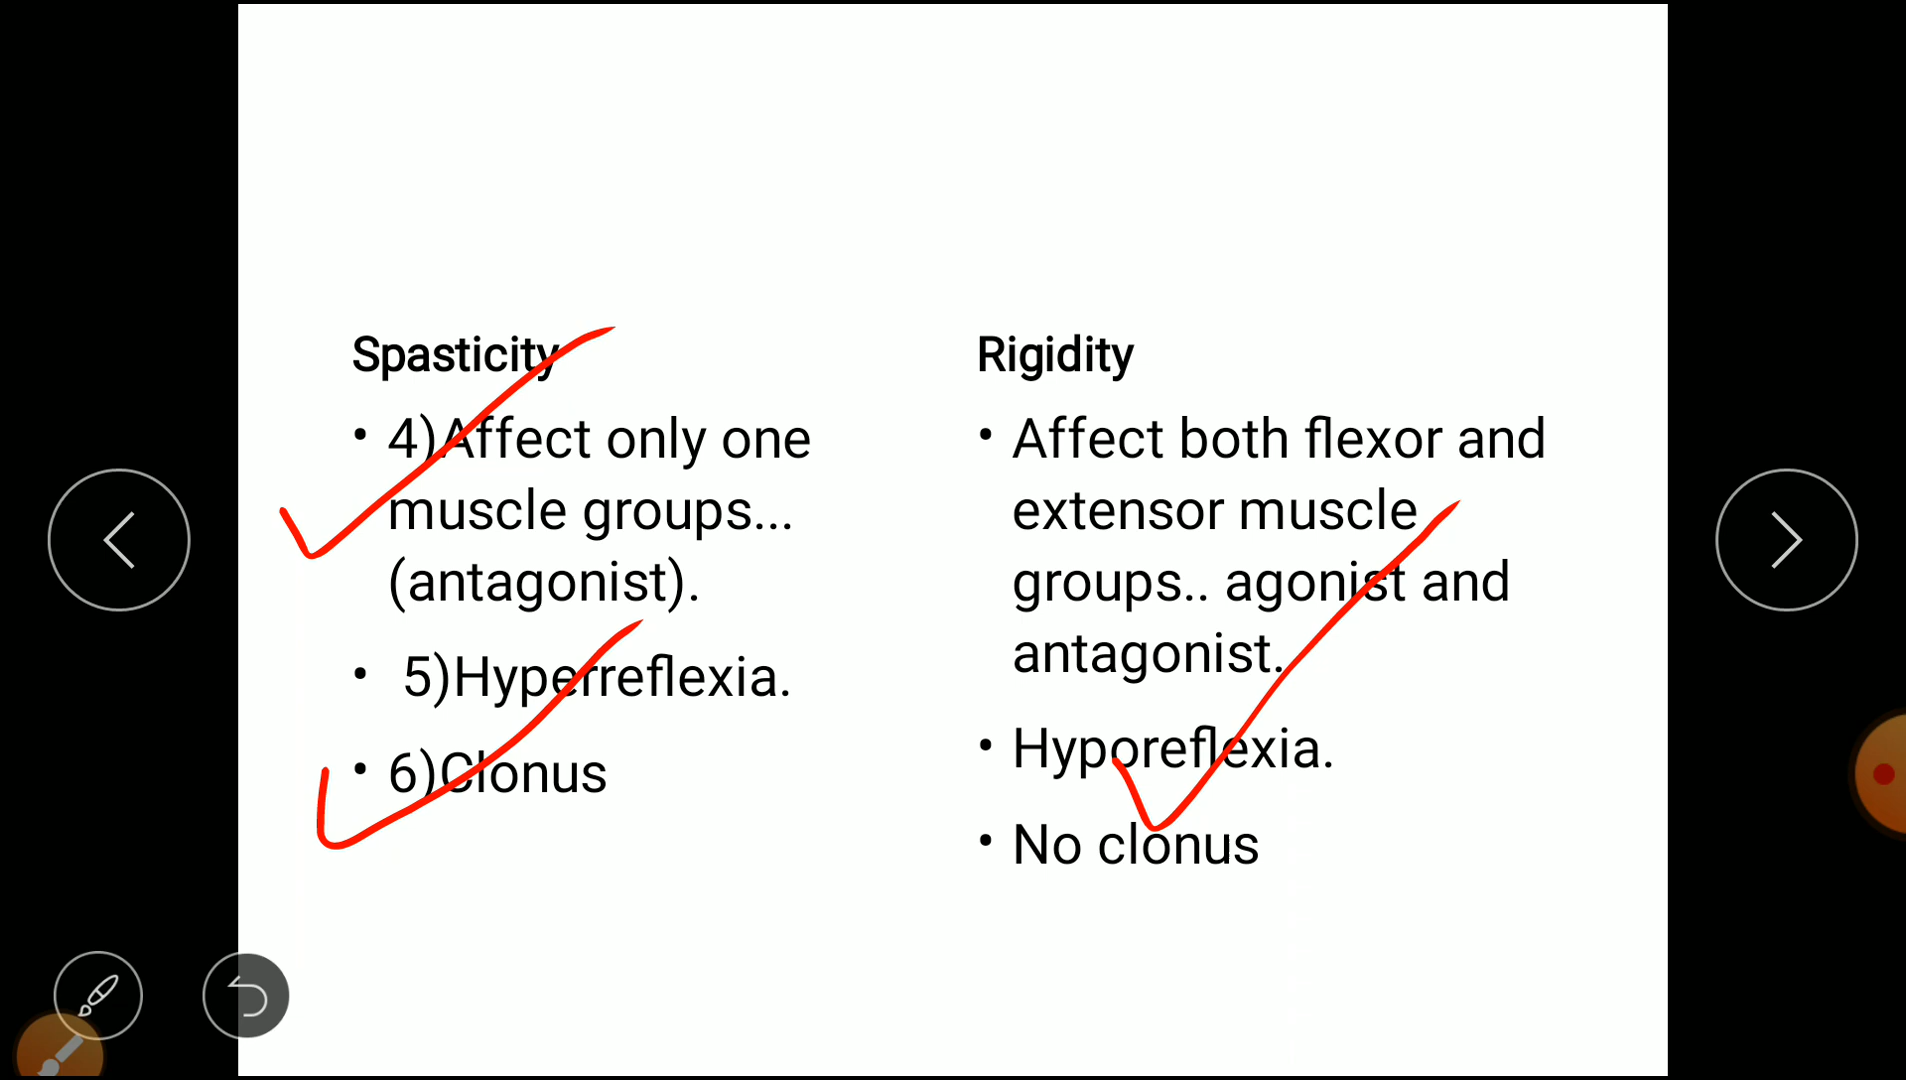 Spasticity
• 4)Affect only one
muscle groups...
(antagonist).
• 5)Hyperreflexia.
• 6)Clonus
Rigidity
• Affect both flexor and
extensor muscle
groups.. agonist and
antagonist.
• Hyporeflexia.
• No clonus